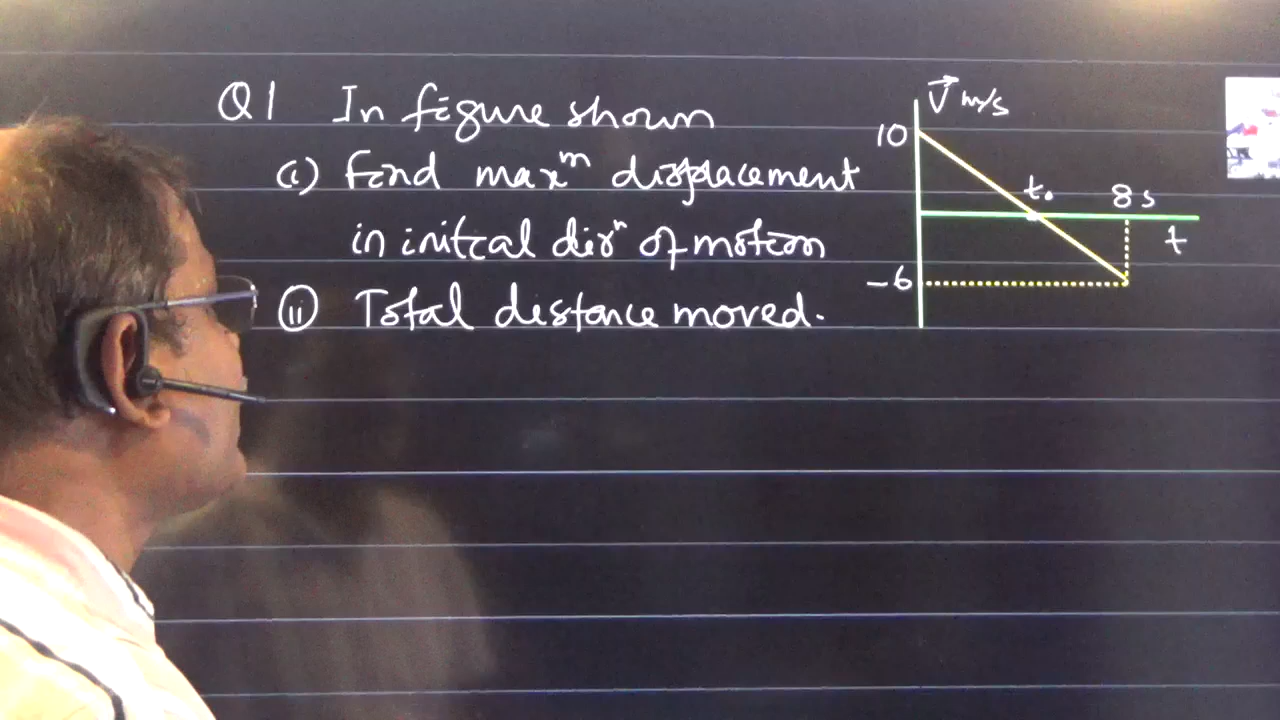 Q1 In figure shown
(i) Find maxᵐ displacement
in initial dirⁿ of motion
(ii) Total distance moved.
V m/s
10
t₀
8 s
t
-6